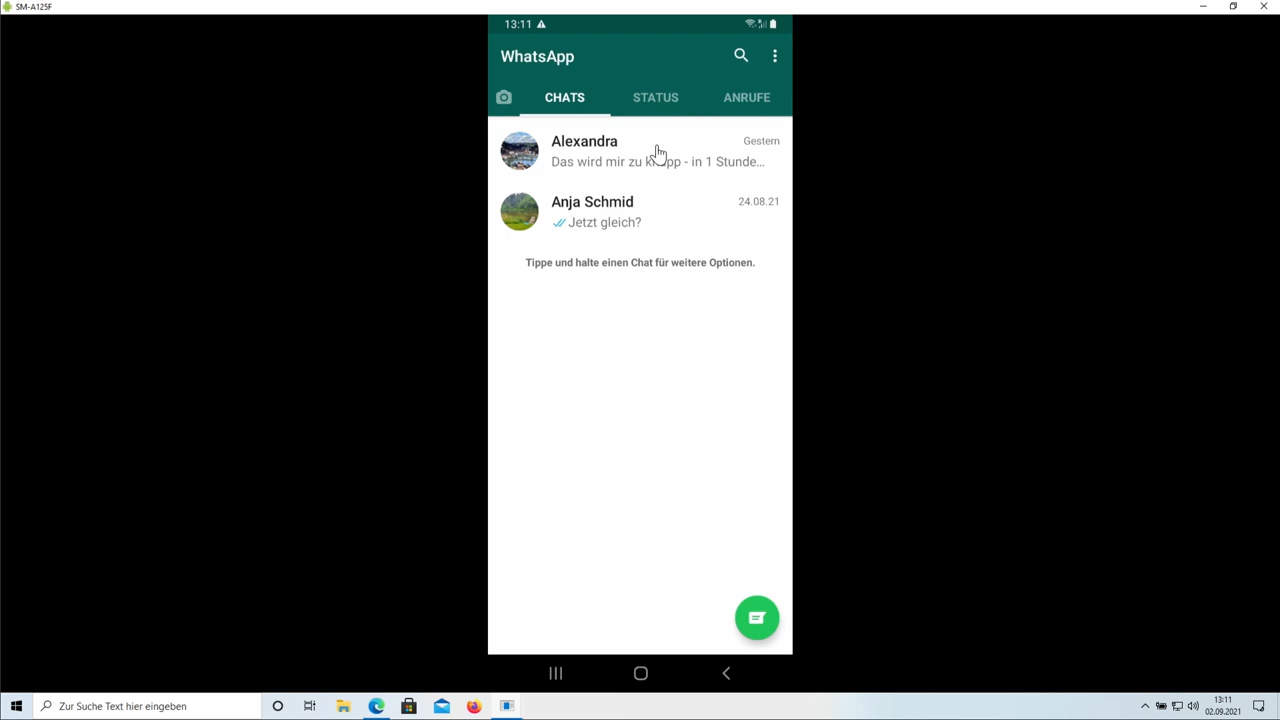 SM-A125F
13:11
WhatsApp
CHATS STATUS ANRUFE
Alexandra Gestern
Das wird mir zu knapp - in 1 Stunde...
Anja Schmid 24.08.21
Jetzt gleich?
Tippe und halte einen Chat für weitere Optionen.
Zur Suche Text hier eingeben
13:11
02.09.2021